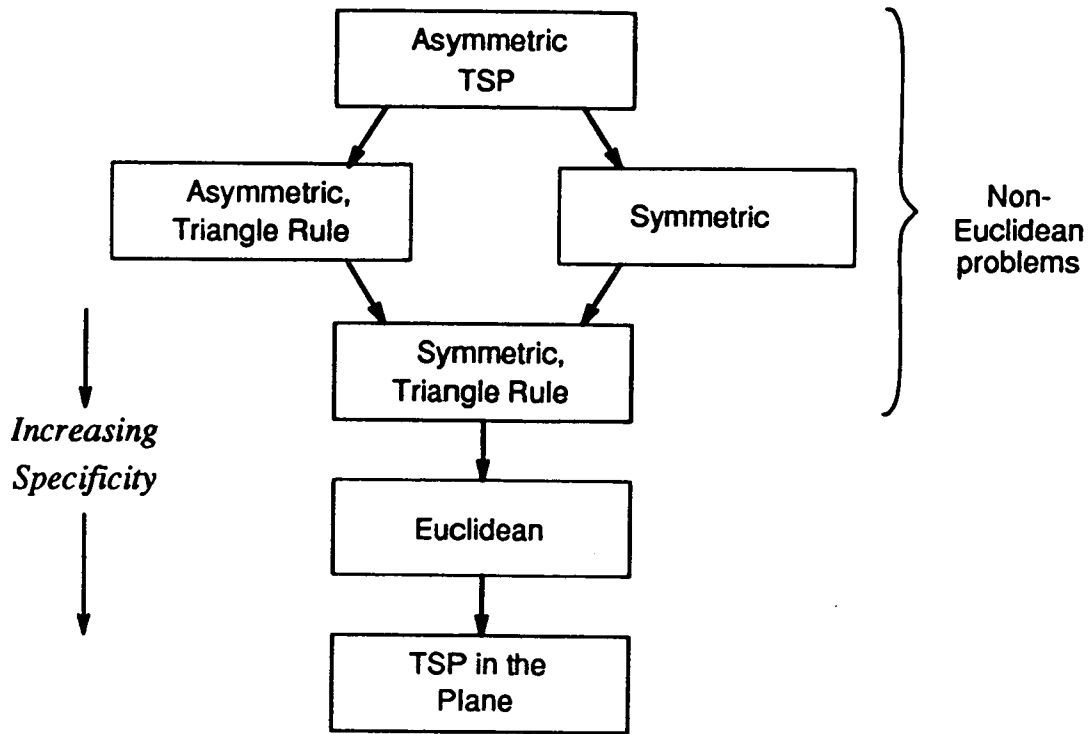 Asymmetric
TSP
Asymmetric,
Triangle Rule
Symmetric
Non-
Euclidean
problems
Symmetric,
Triangle Rule
Increasing
Specificity
Euclidean
TSP in the
Plane